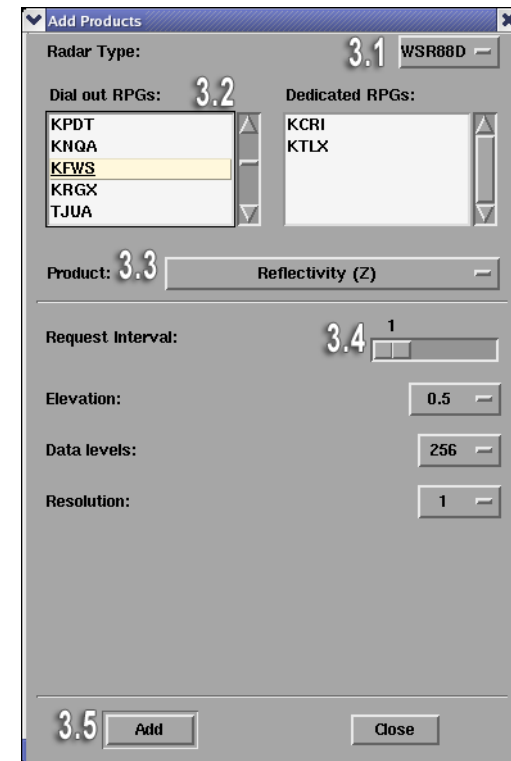 Add Products
Radar Type: 3.1 WSR88D
Dial out RPGs: 3.2 Dedicated RPGs:
KPDT
KNQA
KFWS
KRGX
TJUA
KCRI
KTLX
Product: 3.3 Reflectivity (Z)
Request Interval: 3.4 1
Elevation: 0.5
Data levels: 256
Resolution: 1
3.5 Add Close